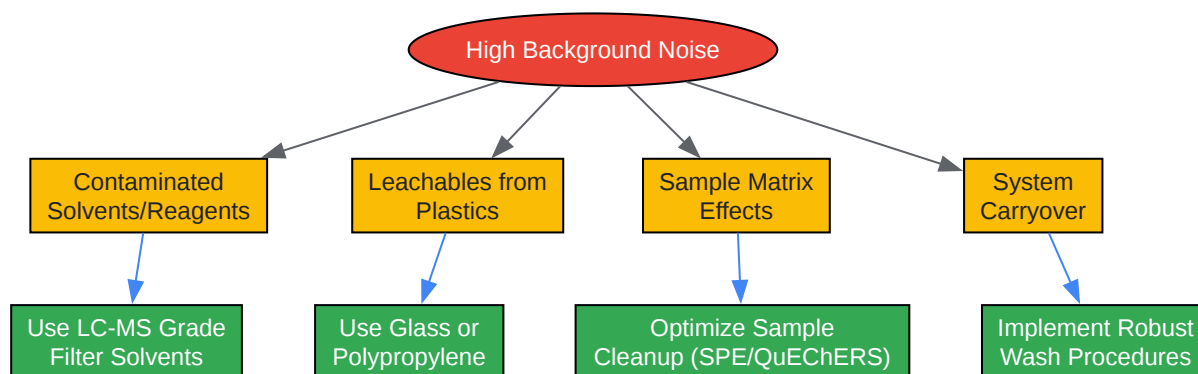 High Background Noise
Contaminated
Solvents/Reagents
Leachables from
Plastics
Sample Matrix
Effects
System
Carryover
Use LC-MS Grade
Filter Solvents
Use Glass or
Polypropylene
Optimize Sample
Cleanup (SPE/QuEChERS)
Implement Robust
Wash Procedures